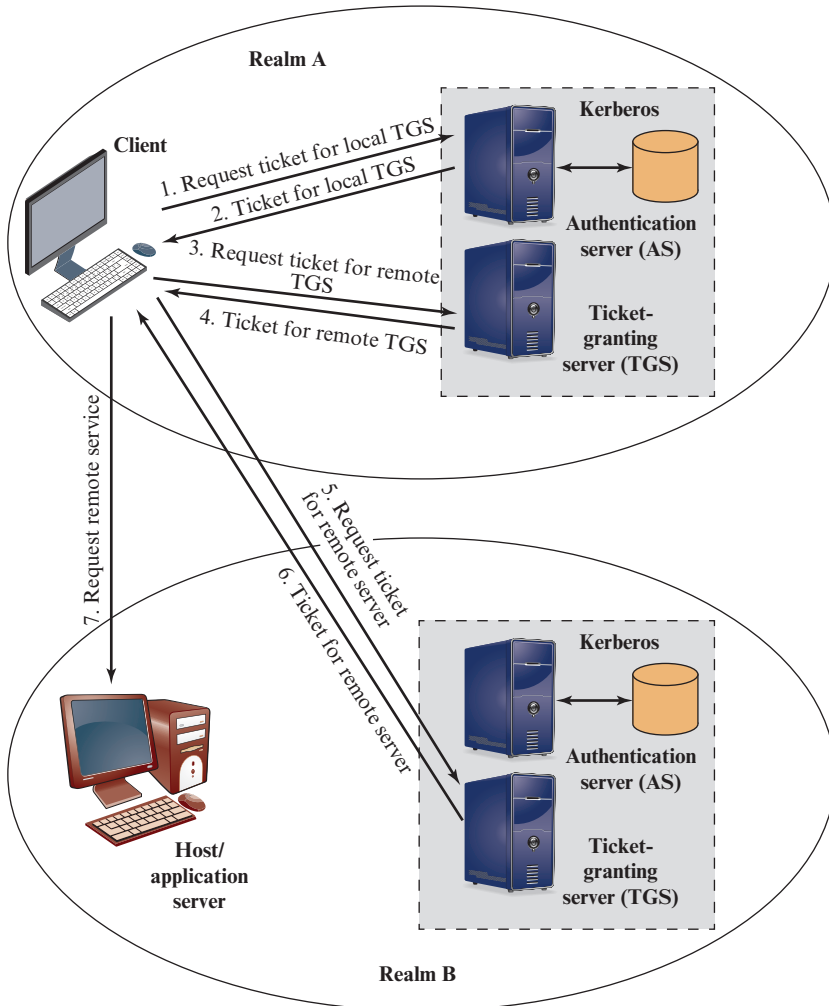 Realm A
Client
Kerberos
1. Request ticket for local TGS
2. Ticket for local TGS
Authentication
server (AS)
3. Request ticket for remote
TGS
4. Ticket for remote TGS
Ticket-
granting
server (TGS)
5. Request ticket
for remote server
6. Ticket for remote server
7. Request remote service
Kerberos
Authentication
server (AS)
Host/
application
server
Ticket-
granting
server (TGS)
Realm B